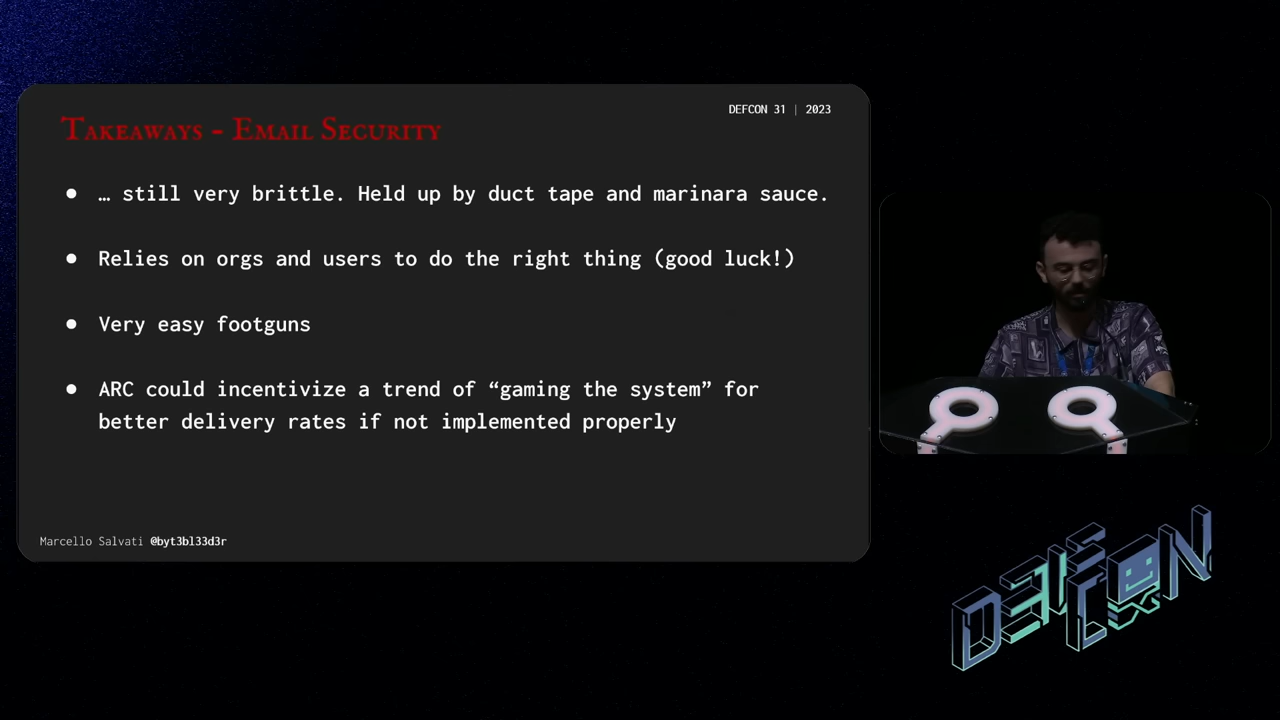 DEFCON 31 | 2023
Takeaways - Email Security
● … still very brittle. Held up by duct tape and marinara sauce.
● Relies on orgs and users to do the right thing (good luck!)
● Very easy footguns
● ARC could incentivize a trend of “gaming the system” for
better delivery rates if not implemented properly
Marcello Salvati @byt3bl33d3r
DEFCON